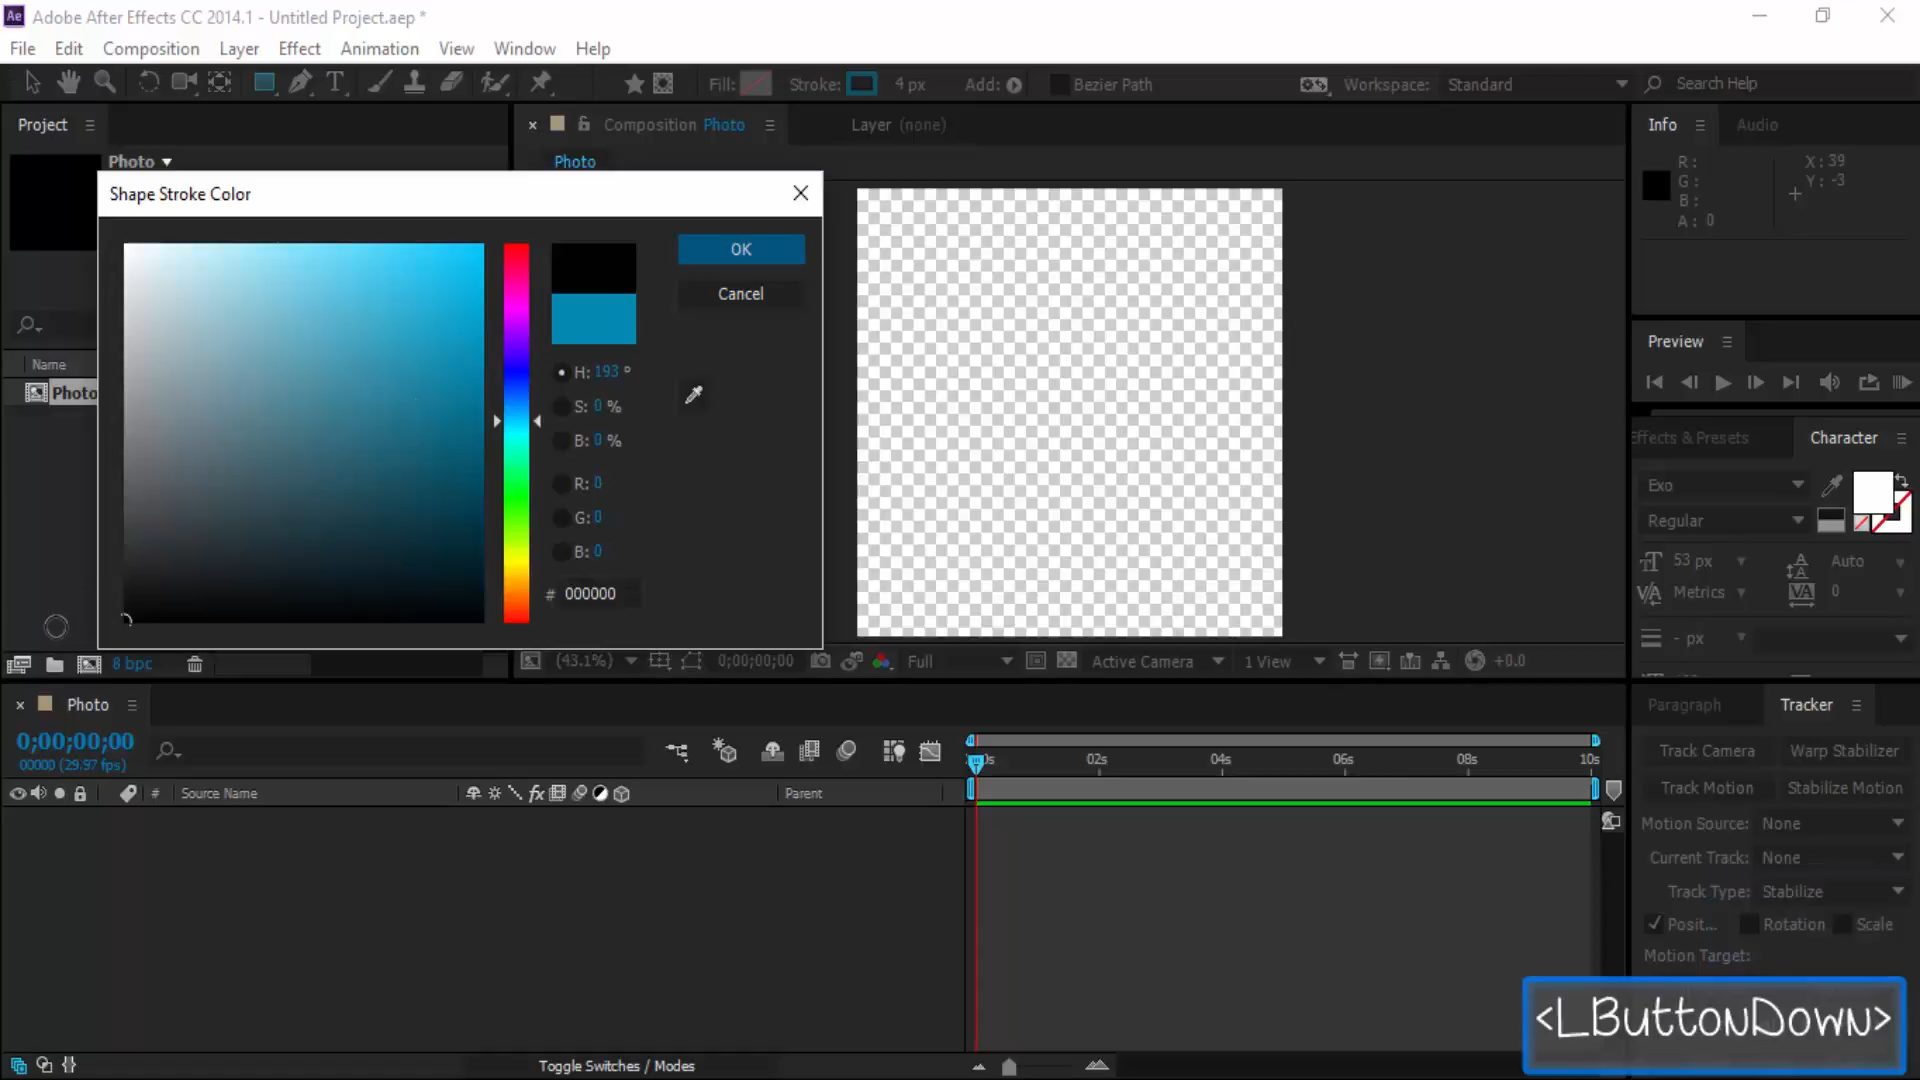 Ae Adobe After Effects CC 2014.1 - Untitled Project.aep *
File Edit Composition Layer Effect Animation View Window Help
T Fill: Stroke: 4 px Add: Bezier Path Workspace: Standard Search Help
Project Composition Photo Layer (none) Info Audio
Photo
Photo
R: X: 39
G: Y: -3
B:
A: 0
Shape Stroke Color
OK
Cancel
Preview
Name
H: 193 °
Photo
S: 0 %
B: 0 %
Effects & Presets Character
R: 0
Exo
G: 0
Regular
B: 0
53 px Auto
# 000000
Metrics 0
- px
8 bpc
(43.1%) 0;00;00;00 Full Active Camera 1 View +0.0
Photo
Paragraph Tracker
0;00;00;00
00000 (29.97 fps)
Track Camera Warp Stabilizer
02s 04s 06s 08s 10s
Track Motion Stabilize Motion
# Source Name fx Parent
Motion Source: None
Current Track: None
Track Type: Stabilize
Posit... Rotation Scale
Motion Target:
<LButtonDown>
Toggle Switches / Modes